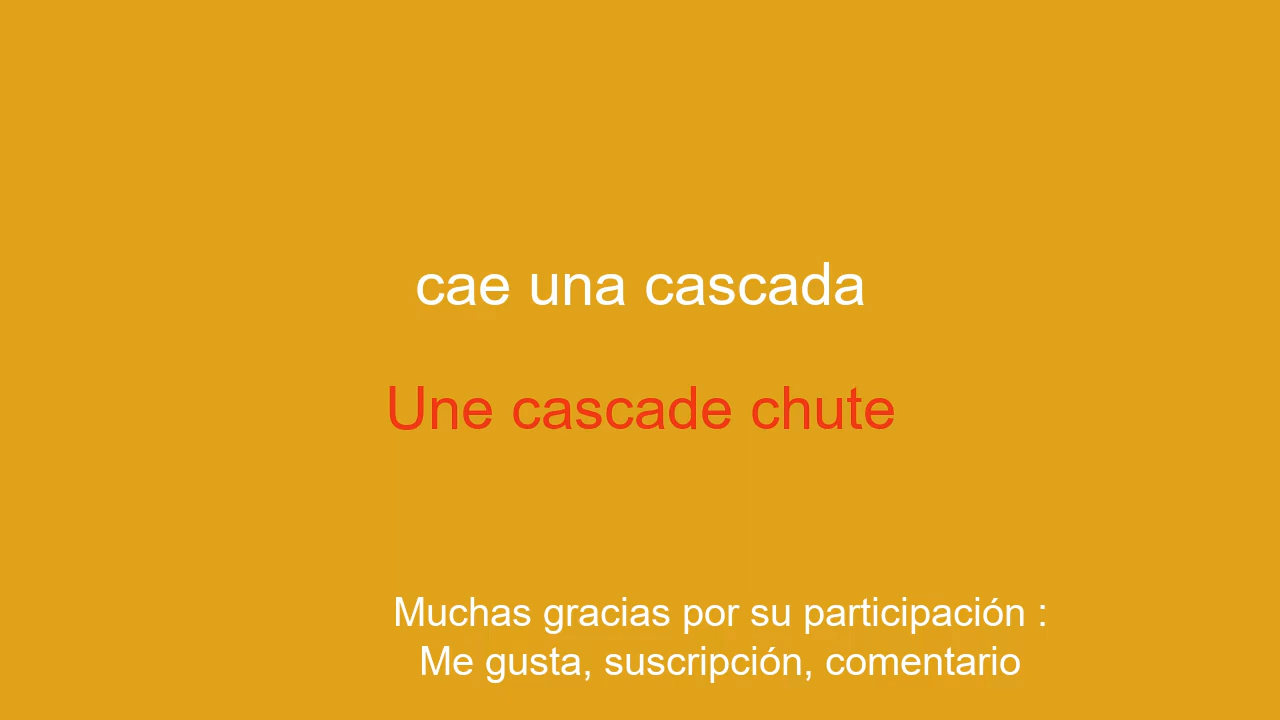 cae una cascada
Une cascade chute
Muchas gracias por su participación :
Me gusta, suscripción, comentario